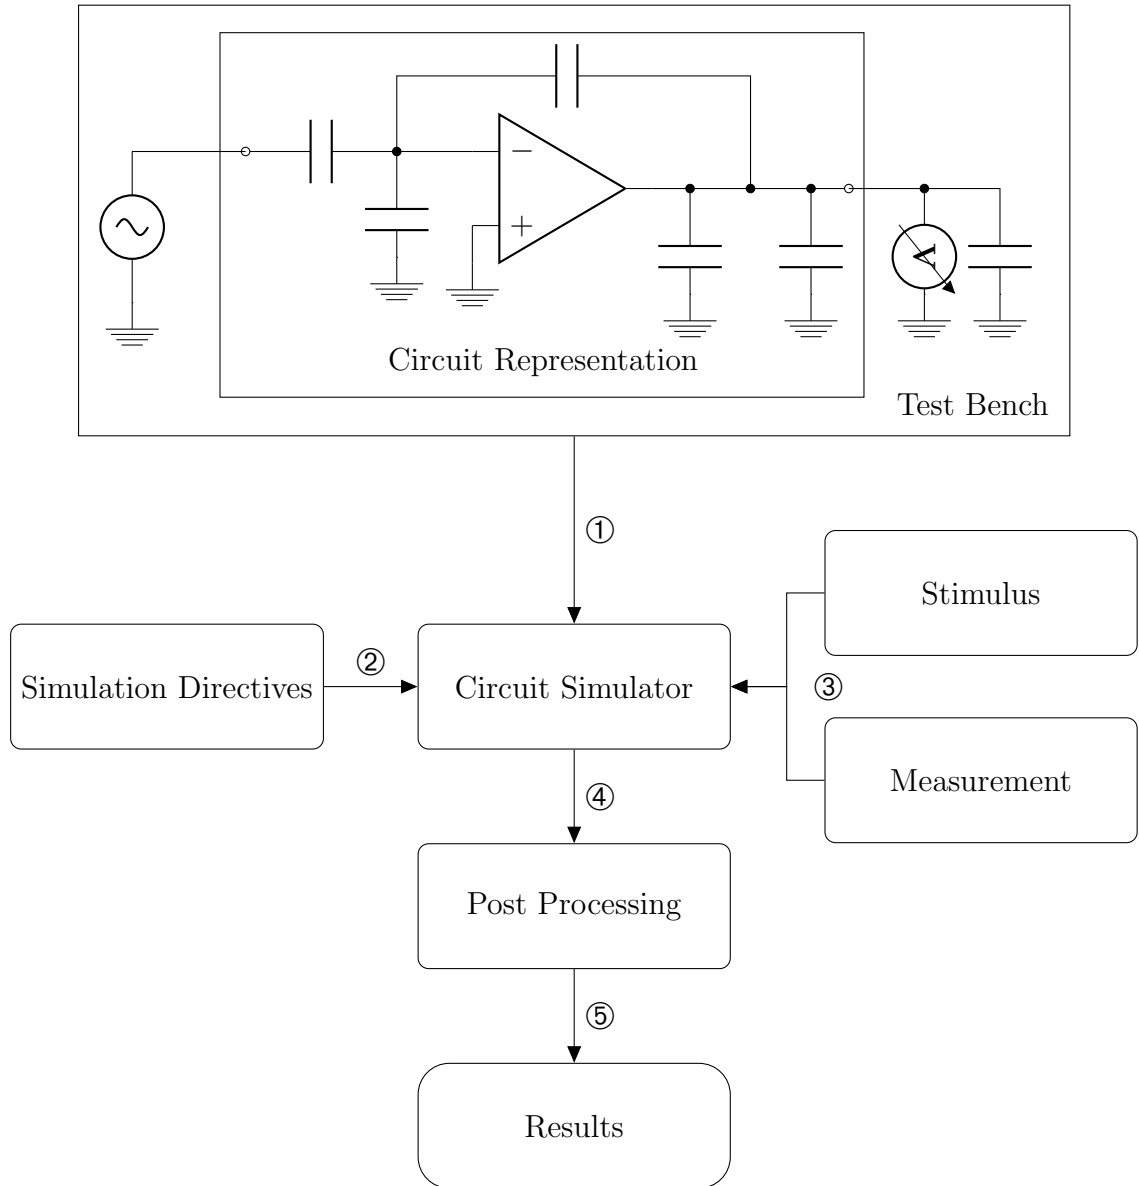 −
+
V
Circuit Representation
Test Bench
①
Stimulus
②
Simulation Directives
Circuit Simulator
③
Measurement
④
Post Processing
⑤
Results